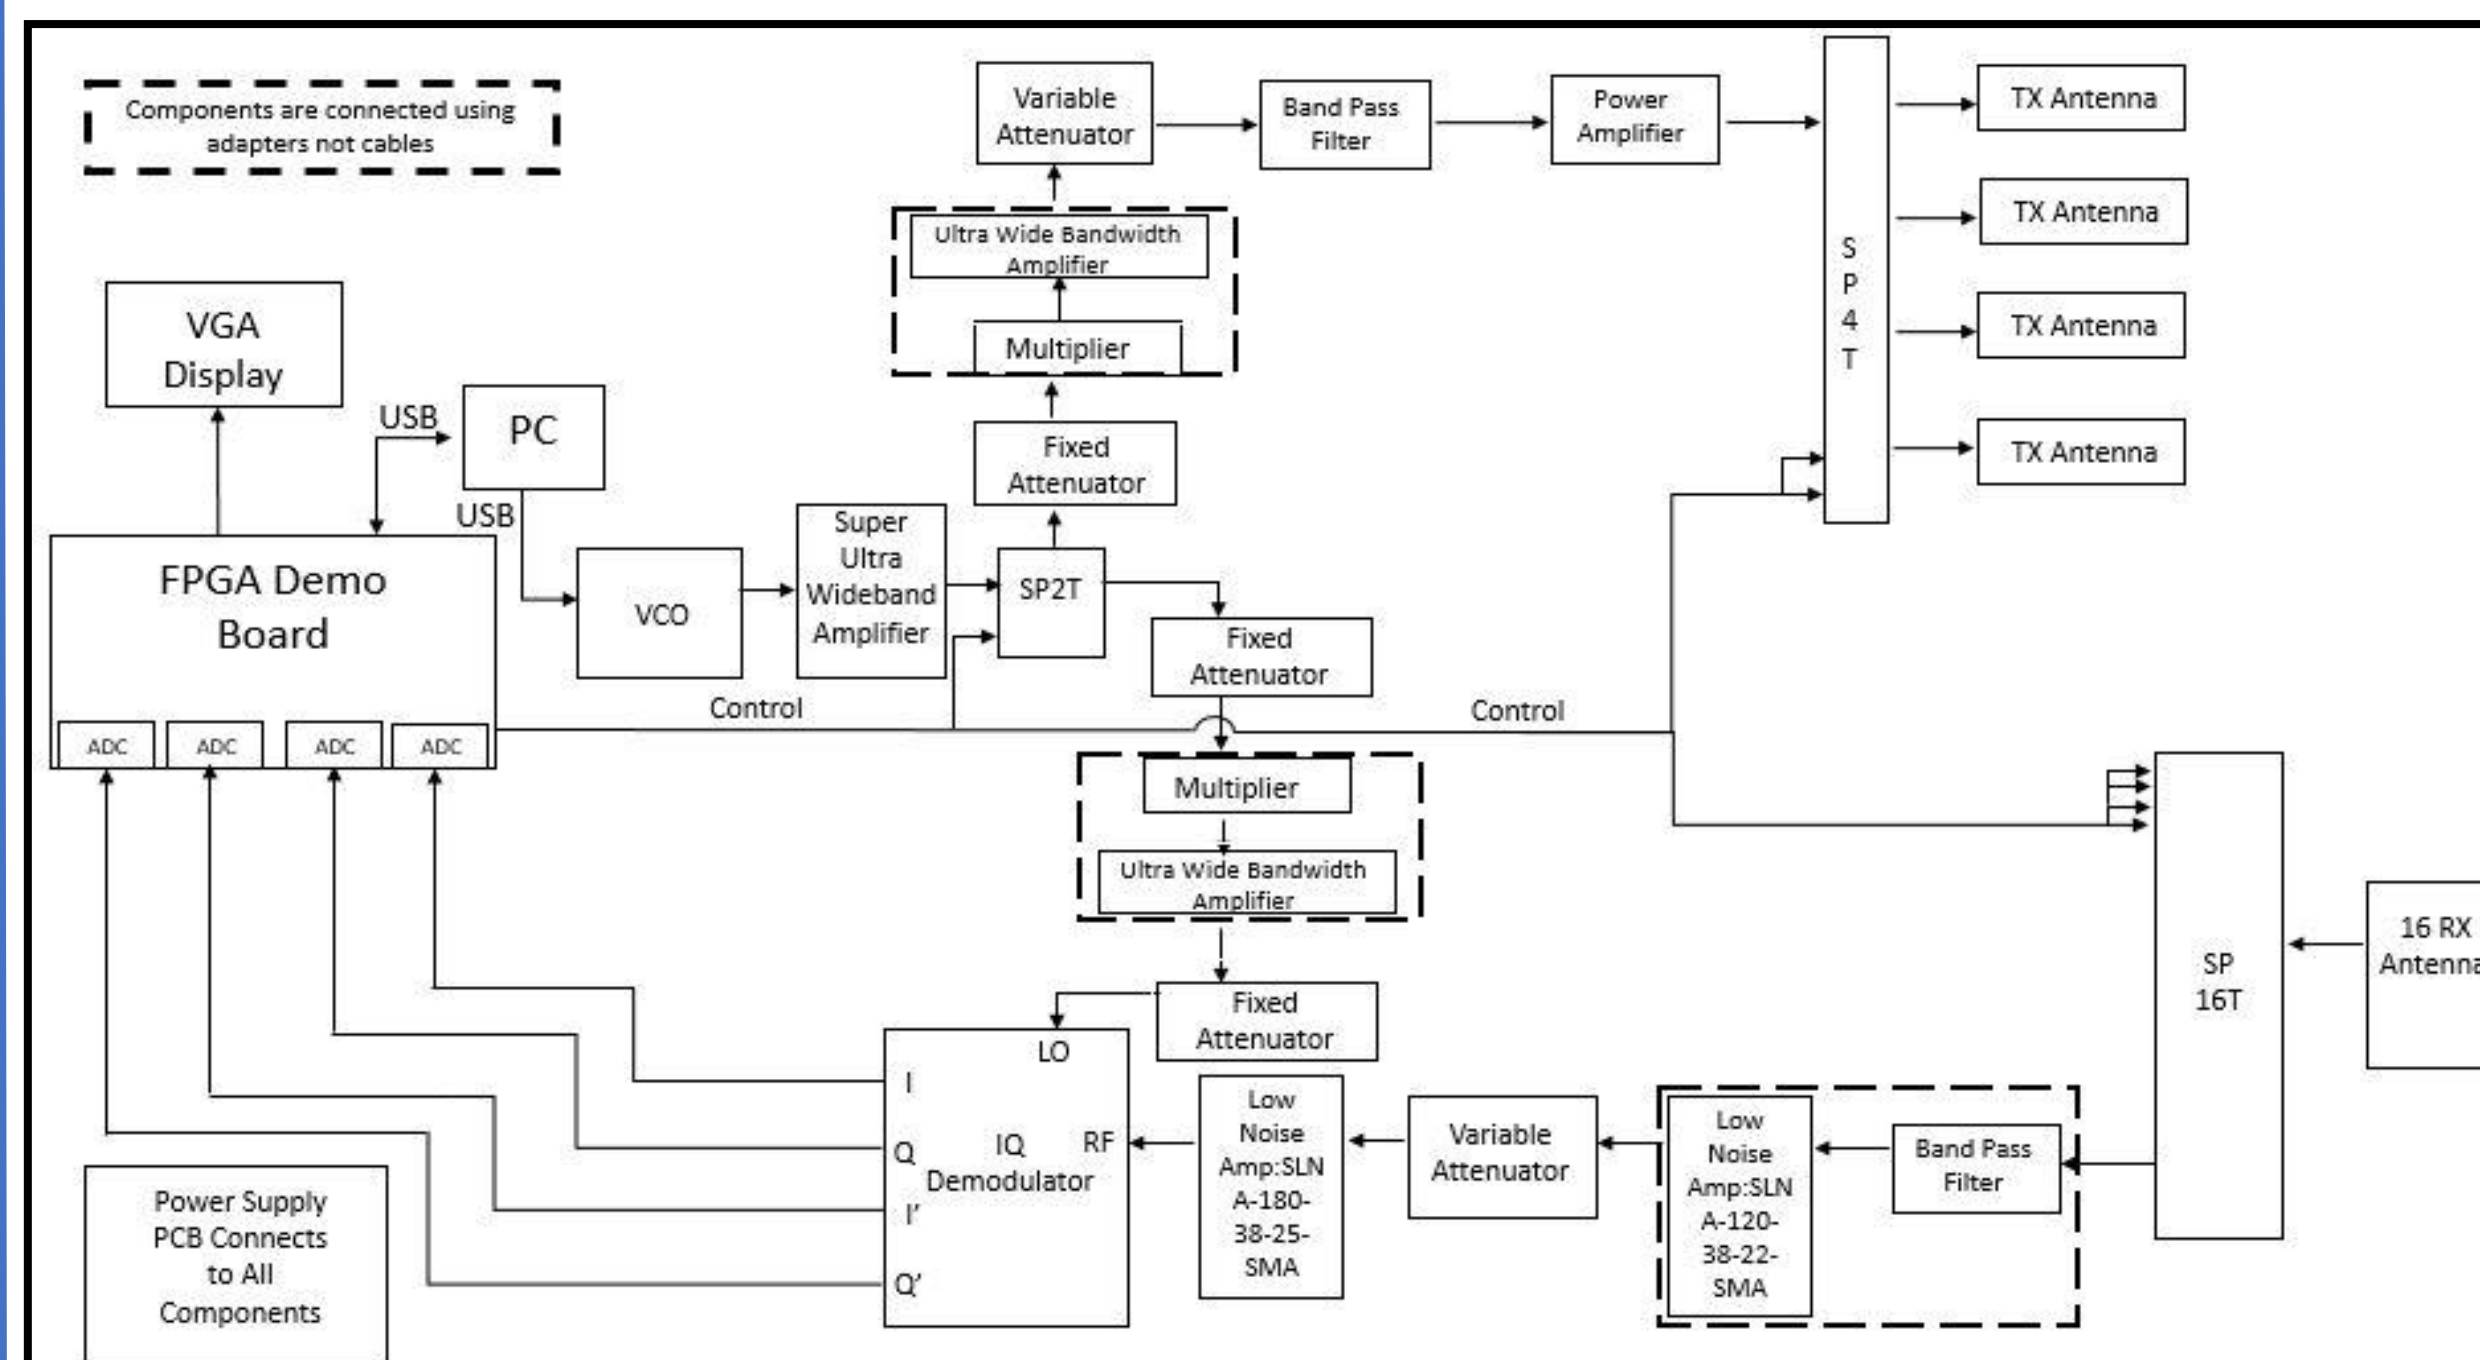 Components are connected using
adapters not cables
Variable
Attenuator
Band Pass
Filter
Power
Amplifier
S
P
4
T
TX Antenna
TX Antenna
TX Antenna
TX Antenna
Ultra Wide Bandwidth
Amplifier
Multiplier
Fixed
Attenuator
VGA
Display
USB
PC
USB
FPGA Demo
Board
ADC
ADC
ADC
ADC
VCO
Super
Ultra
Wideband
Amplifier
SP2T
Fixed
Attenuator
Control
Control
Multiplier
Ultra Wide Bandwidth
Amplifier
Fixed
Attenuator
LO
I
Q
I'
Q'
IQ
Demodulator
RF
Low
Noise
Amp:SLN
A-180-
38-25-
SMA
Variable
Attenuator
Low
Noise
Amp:SLN
A-120-
38-22-
SMA
Band Pass
Filter
SP
16T
16 RX
Antenna
Power Supply
PCB Connects
to All
Components